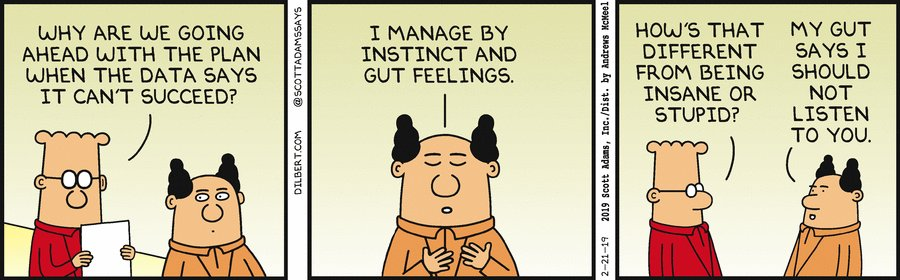 WHY ARE WE GOING
AHEAD WITH THE PLAN
WHEN THE DATA SAYS
IT CAN'T SUCCEED?
DILBERT.COM @SCOTTADAMSSAYS
I MANAGE BY
INSTINCT AND
GUT FEELINGS.
2-21-19 2019 Scott Adams, Inc./Dist. by Andrews McMeel
HOW'S THAT
DIFFERENT
FROM BEING
INSANE OR
STUPID?
MY GUT
SAYS I
SHOULD
NOT
LISTEN
TO YOU.